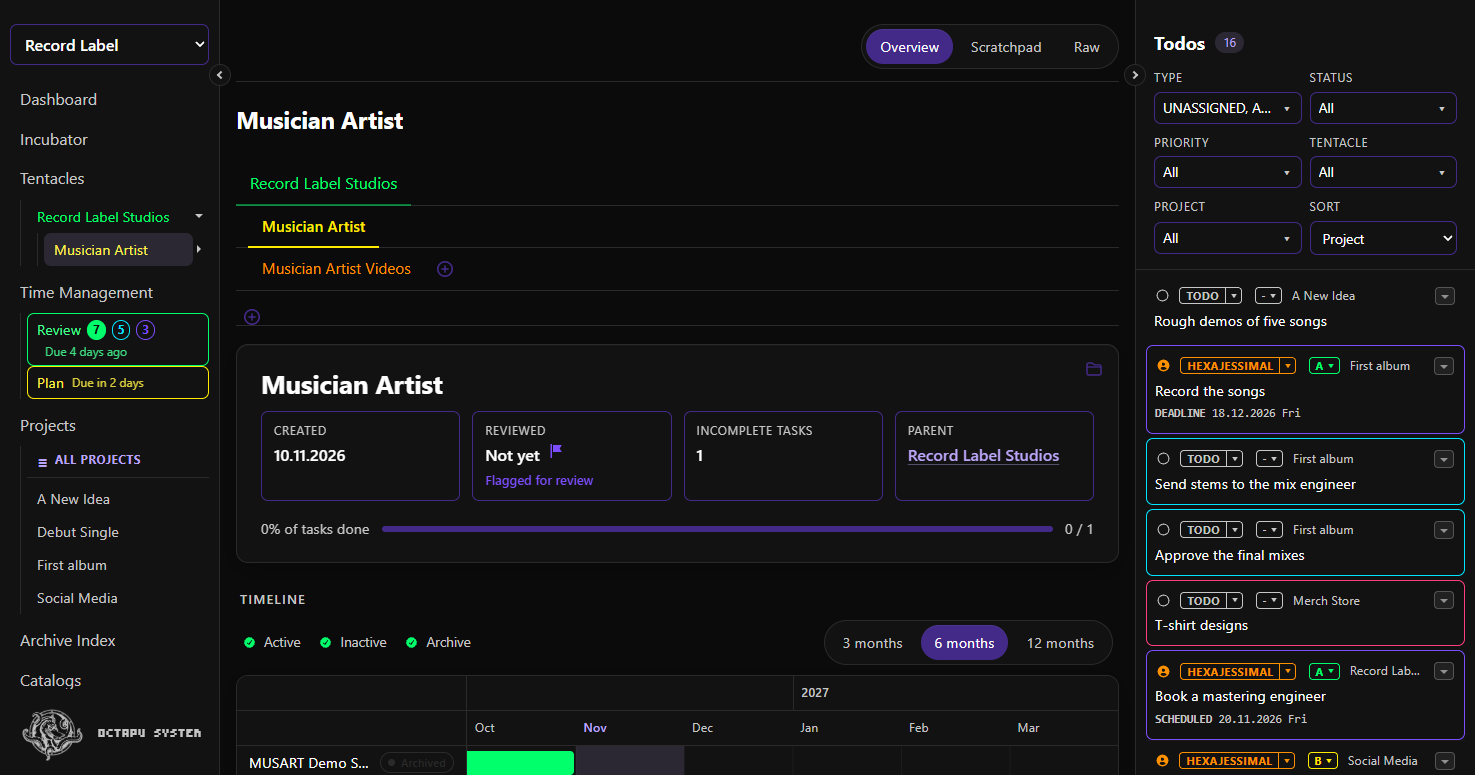 Record Label
Dashboard
Incubator
Tentacles
Record Label Studios
Musician Artist
Time Management
Review 7 5 3
Due 4 days ago
Plan Due in 2 days
Projects
ALL PROJECTS
A New Idea
Debut Single
First album
Social Media
Archive Index
Catalogs
OCTAPU SYSTEM
Overview Scratchpad Raw
Musician Artist
Record Label Studios
Musician Artist
Musician Artist Videos
Musician Artist
CREATED
10.11.2026
REVIEWED
Not yet
Flagged for review
INCOMPLETE TASKS
1
PARENT
Record Label Studios
0% of tasks done 0 / 1
TIMELINE
Active Inactive Archive
3 months 6 months 12 months
2027
Oct Nov Dec Jan Feb Mar
MUSART Demo S... Archived
Todos 16
TYPE STATUS
UNASSIGNED, A... All
PRIORITY TENTACLE
All All
PROJECT SORT
All Project
TODO - A New Idea
Rough demos of five songs
HEXAJESSIMAL A First album
Record the songs
DEADLINE 18.12.2026 Fri
TODO - First album
Send stems to the mix engineer
TODO - First album
Approve the final mixes
TODO - Merch Store
T-shirt designs
HEXAJESSIMAL A Record Lab...
Book a mastering engineer
SCHEDULED 20.11.2026 Fri
HEXAJESSIMAL B Social Media